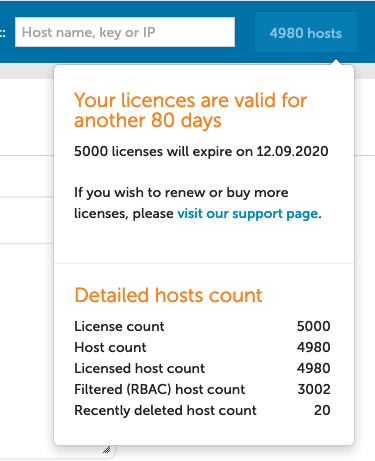 :: Host name, key or IP 4980 hosts
Your licences are valid for
another 80 days
5000 licenses will expire on 12.09.2020
If you wish to renew or buy more
licenses, please visit our support page.
Detailed hosts count
License count 5000
Host count 4980
Licensed host count 4980
Filtered (RBAC) host count 3002
Recently deleted host count 20